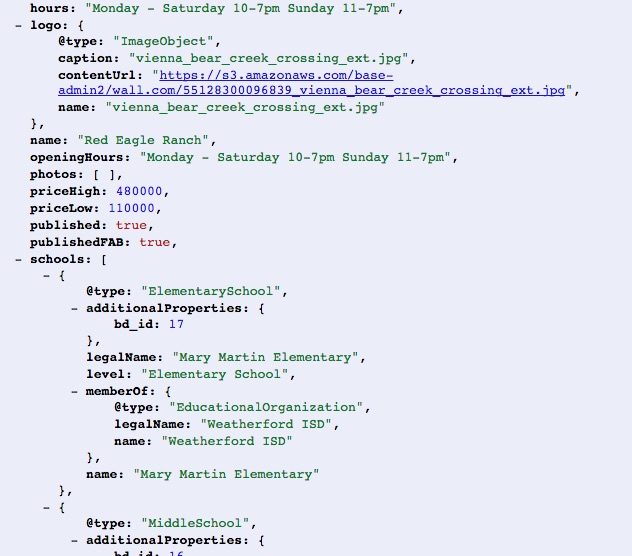 hours: "Monday - Saturday 10-7pm Sunday 11-7pm",
- logo: {
@type: "ImageObject",
caption: "vienna_bear_creek_crossing_ext.jpg",
contentUrl: "https://s3.amazonaws.com/base-
admin2/wall.com/55128300096839_vienna_bear_creek_crossing_ext.jpg",
name: "vienna_bear_creek_crossing_ext.jpg"
},
name: "Red Eagle Ranch",
openingHours: "Monday - Saturday 10-7pm Sunday 11-7pm",
photos: [ ],
priceHigh: 480000,
priceLow: 110000,
published: true,
publishedFAB: true,
- schools: [
- {
@type: "ElementarySchool",
- additionalProperties: {
bd_id: 17
},
legalName: "Mary Martin Elementary",
level: "Elementary School",
- memberOf: {
@type: "EducationalOrganization",
legalName: "Weatherford ISD",
name: "Weatherford ISD"
},
name: "Mary Martin Elementary"
},
- {
@type: "MiddleSchool",
- additionalProperties: {
bd_id: 16